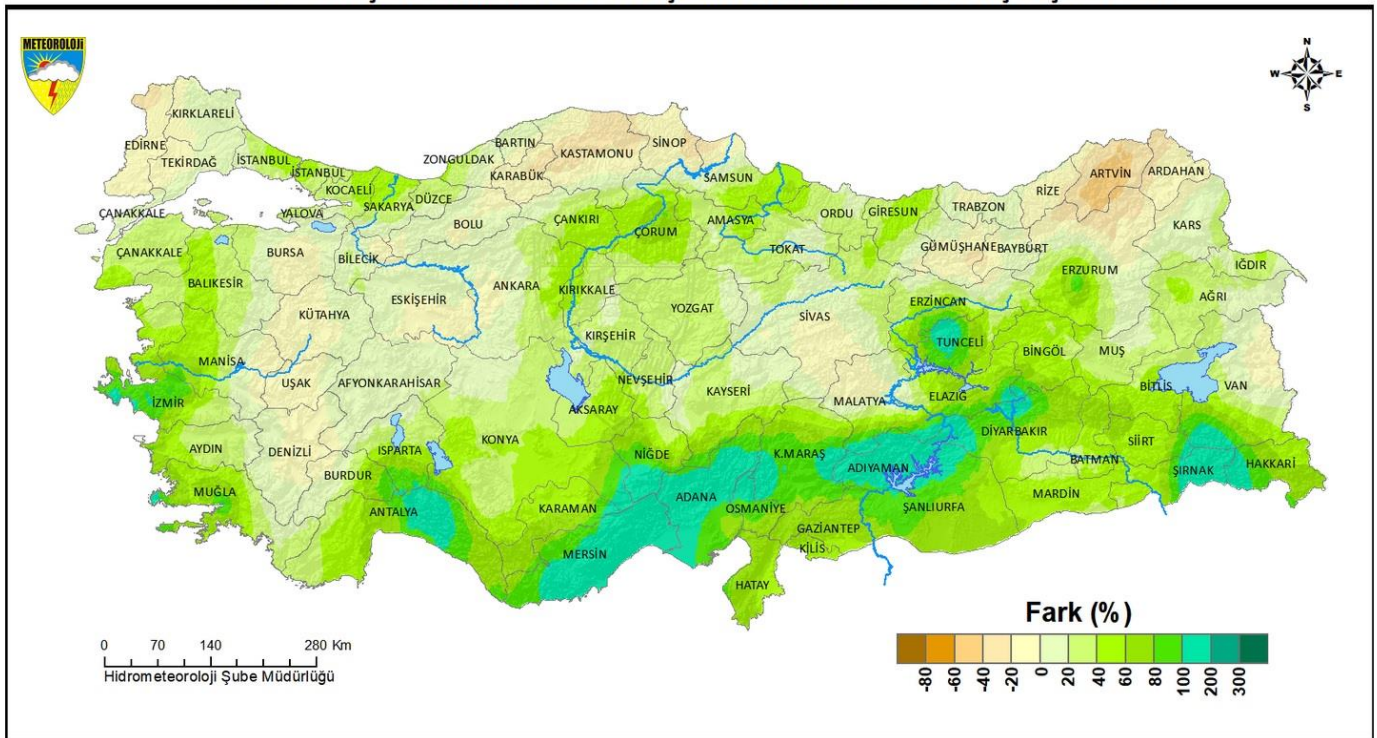 METEOROLOJİ
N
W E
S
KIRKLARELİ
EDİRNE
TEKİRDAĞ
İSTANBUL
İSTANBUL
KOCAELİ
YALOVA
SAKARYA
DÜZCE
ZONGULDAK
BARTIN
KARABÜK
KASTAMONU
SİNOP
SAMSUN
BOLU
ÇANKIRI
ÇORUM
AMASYA
ORDU
GİRESUN
TRABZON
RİZE
ARTVİN
ARDAHAN
KARS
ÇANAKKALE
ÇANAKKALE
BALIKESİR
BURSA
BİLECİK
ESKİŞEHİR
ANKARA
KIRIKKALE
YOZGAT
TOKAT
SİVAS
GÜMÜŞHANE
BAYBURT
ERZURUM
IĞDIR
AĞRI
KÜTAHYA
KIRŞEHİR
ERZİNCAN
TUNCELİ
BİNGÖL
MUŞ
MANİSA
UŞAK
AFYONKARAHİSAR
NEVŞEHİR
KAYSERİ
MALATYA
ELAZIĞ
BİTLİS
VAN
İZMİR
AKSARAY
AYDIN
DENİZLİ
ISPARTA
KONYA
NİĞDE
K.MARAŞ
ADIYAMAN
DİYARBAKIR
BATMAN
SİİRT
ŞIRNAK
HAKKARİ
BURDUR
MUĞLA
ANTALYA
KARAMAN
ADANA
OSMANİYE
GAZİANTEP
ŞANLIURFA
MARDİN
MERSİN
KİLİS
HATAY
Fark (%)
-80 -60 -40 -20 0 20 40 60 80 100 200 300
0 70 140 280 Km
Hidrometeoroloji Şube Müdürlüğü